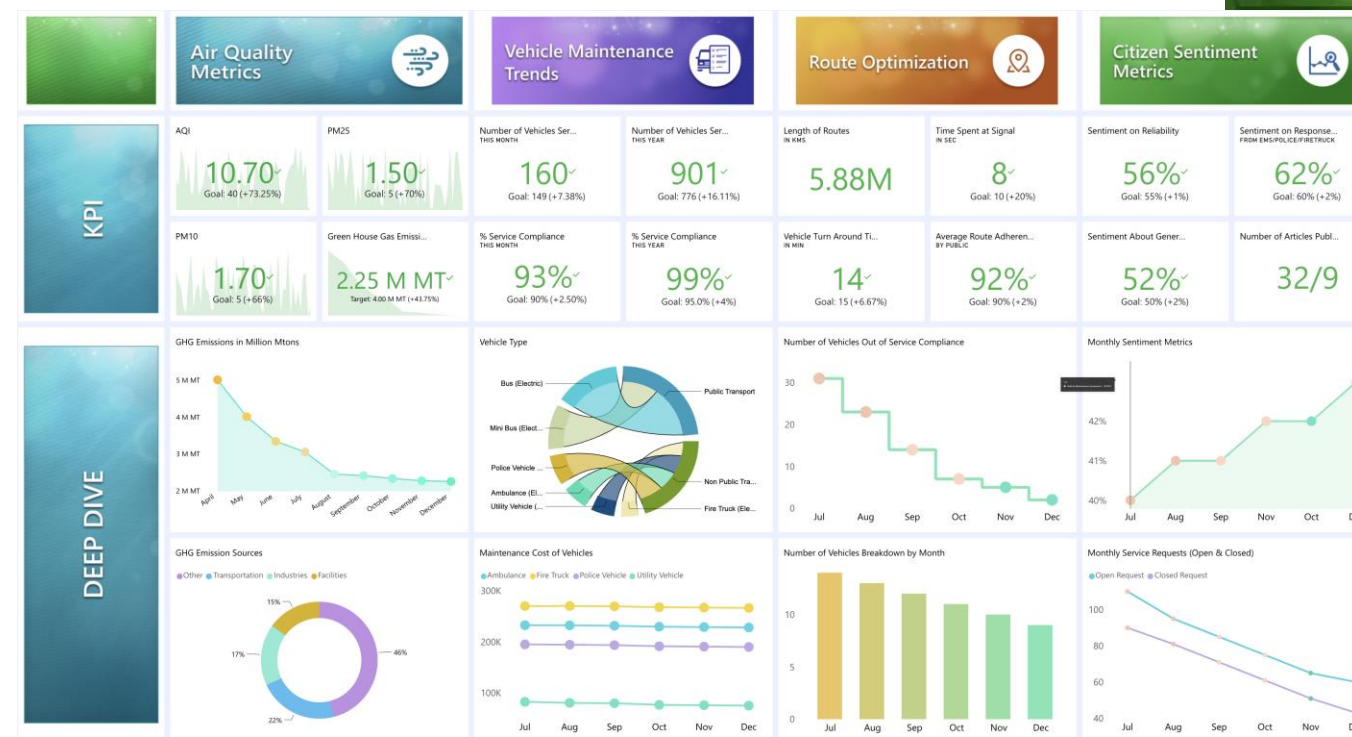 Air Quality
Metrics
Vehicle Maintenance
Trends
Route Optimization
Citizen Sentiment
Metrics
KPI
AQI
10.70
Goal: 40 (+73.25%)
PM25
1.50
Goal: 5 (+70%)
Number of Vehicles Ser...
THIS MONTH
160
Goal: 149 (+7.38%)
Number of Vehicles Ser...
THIS YEAR
901
Goal: 776 (+16.11%)
Length of Routes
IN KMS
5.88M
Time Spent at Signal
IN SEC
8
Goal: 10 (+20%)
Sentiment on Reliability
56%
Goal: 55% (+1%)
Sentiment on Response...
FROM EMS/POLICE/FIRETRUCK
62%
Goal: 60% (+2%)
PM10
1.70
Goal: 5 (+66%)
Green House Gas Emissi...
2.25 M MT
Target: 4.00 M MT (+43.75%)
% Service Compliance
THIS MONTH
93%
Goal: 90% (+2.50%)
% Service Compliance
THIS YEAR
99%
Goal: 95.0% (+4%)
Vehicle Turn Around Ti...
IN MIN
14
Goal: 15 (+6.67%)
Average Route Adheren...
BY PUBLIC
92%
Goal: 90% (+2%)
Sentiment About Gener...
52%
Goal: 50% (+2%)
Number of Articles Publ...
32/9
DEEP DIVE
GHG Emissions in Million Mtons
5 M MT
4 M MT
3 M MT
2 M MT
April
May
June
July
August
September
October
November
December
Vehicle Type
Bus (Electric)
Public Transport
Mini Bus (Elect...
Police Vehicle ...
Ambulance (El...
Utility Vehicle (...
Non Public Tra...
Fire Truck (Ele...
Number of Vehicles Out of Service Compliance
30
20
10
0
Jul Aug Sep Oct Nov Dec
Monthly Sentiment Metrics
42%
41%
40%
Jul Aug Sep Nov Oct D
GHG Emission Sources
Other Transportation Industries Facilities
15%
46%
17%
22%
Maintenance Cost of Vehicles
Ambulance Fire Truck Police Vehicle Utility Vehicle
300K
200K
100K
Jul Aug Sep Oct Nov Dec
Number of Vehicles Breakdown by Month
10
5
0
Jul Aug Sep Oct Nov Dec
Monthly Service Requests (Open & Closed)
Open Request Closed Request
100
80
60
40
Jul Aug Sep Oct Nov D